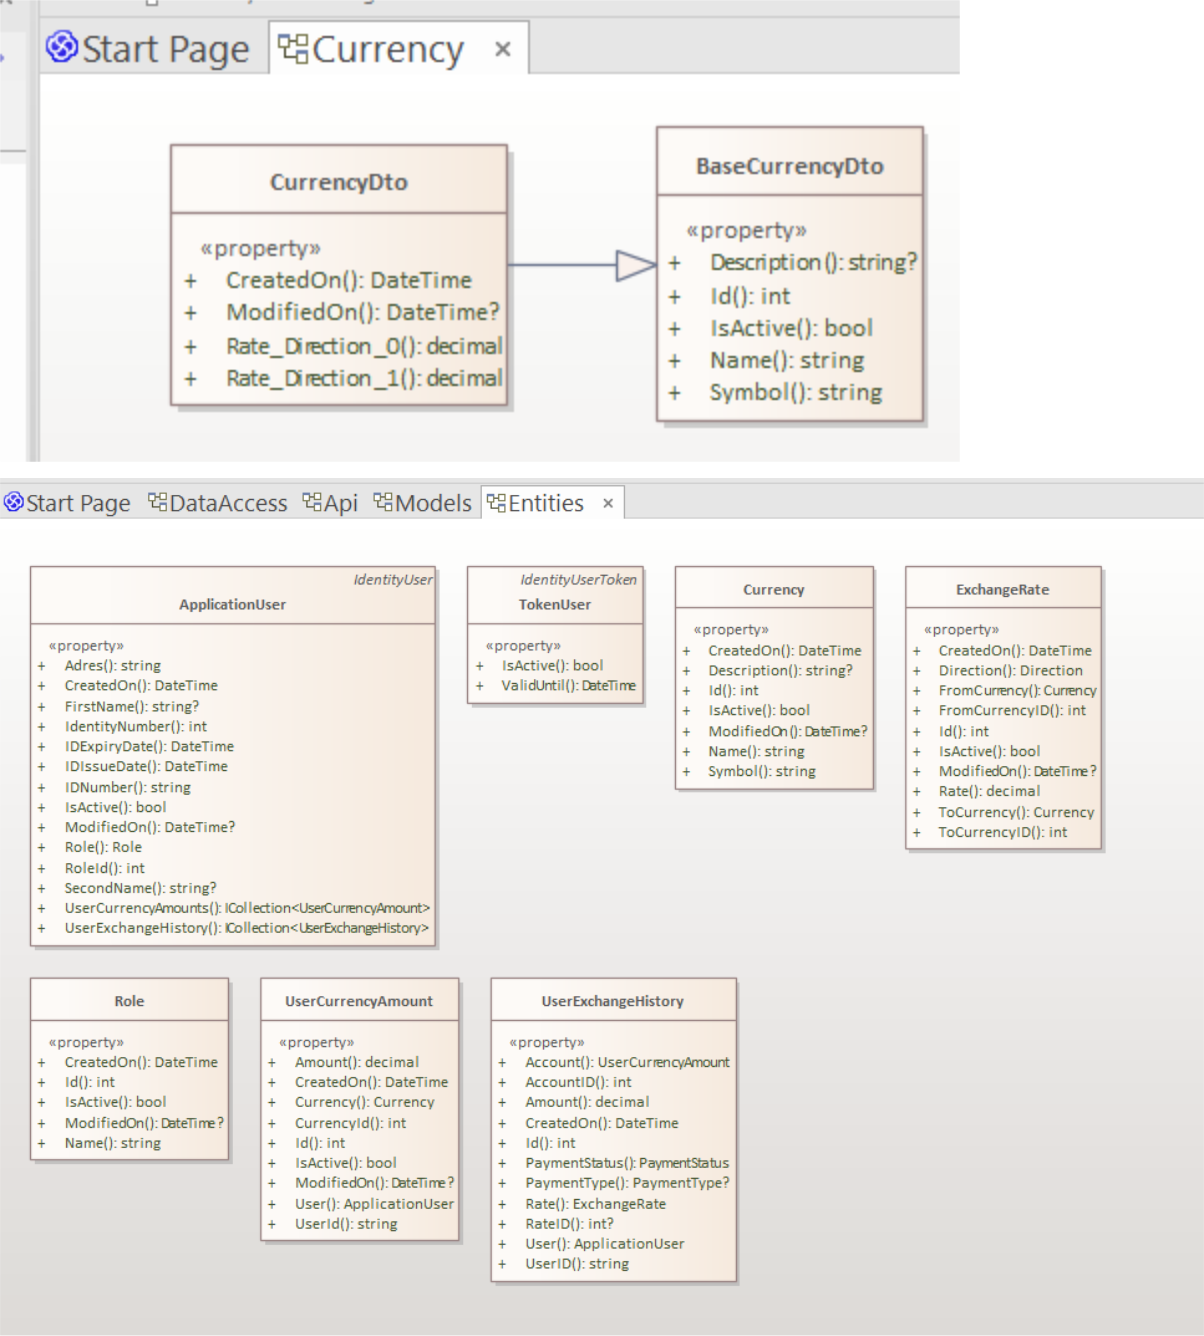 Start Page Currency ×
CurrencyDto
«property»
+ CreatedOn(): DateTime
+ ModifiedOn(): DateTime?
+ Rate_Direction_0(): decimal
+ Rate_Direction_1(): decimal
BaseCurrencyDto
«property»
+ Description(): string?
+ Id(): int
+ IsActive(): bool
+ Name(): string
+ Symbol(): string
Start Page DataAccess Api Models Entities ×
IdentityUser
ApplicationUser
«property»
+ Adres(): string
+ CreatedOn(): DateTime
+ FirstName(): string?
+ IdentityNumber(): int
+ IDExpiryDate(): DateTime
+ IDIssueDate(): DateTime
+ IDNumber(): string
+ IsActive(): bool
+ ModifiedOn(): DateTime?
+ Role(): Role
+ RoleId(): int
+ SecondName(): string?
+ UserCurrencyAmounts(): ICollection<UserCurrencyAmount>
+ UserExchangeHistory(): ICollection<UserExchangeHistory>
IdentityUserToken
TokenUser
«property»
+ IsActive(): bool
+ ValidUntil(): DateTime
Currency
«property»
+ CreatedOn(): DateTime
+ Description(): string?
+ Id(): int
+ IsActive(): bool
+ ModifiedOn(): DateTime?
+ Name(): string
+ Symbol(): string
ExchangeRate
«property»
+ CreatedOn(): DateTime
+ Direction(): Direction
+ FromCurrency(): Currency
+ FromCurrencyID(): int
+ Id(): int
+ IsActive(): bool
+ ModifiedOn(): DateTime?
+ Rate(): decimal
+ ToCurrency(): Currency
+ ToCurrencyID(): int
Role
«property»
+ CreatedOn(): DateTime
+ Id(): int
+ IsActive(): bool
+ ModifiedOn(): DateTime?
+ Name(): string
UserCurrencyAmount
«property»
+ Amount(): decimal
+ CreatedOn(): DateTime
+ Currency(): Currency
+ CurrencyId(): int
+ Id(): int
+ IsActive(): bool
+ ModifiedOn(): DateTime?
+ User(): ApplicationUser
+ UserId(): string
UserExchangeHistory
«property»
+ Account(): UserCurrencyAmount
+ AccountID(): int
+ Amount(): decimal
+ CreatedOn(): DateTime
+ Id(): int
+ PaymentStatus(): PaymentStatus
+ PaymentType(): PaymentType?
+ Rate(): ExchangeRate
+ RateID(): int?
+ User(): ApplicationUser
+ UserID(): string